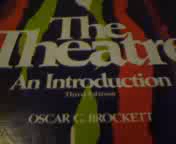 The
Theatre
An Introduction
Third Edition
OSCAR G. BROCKETT